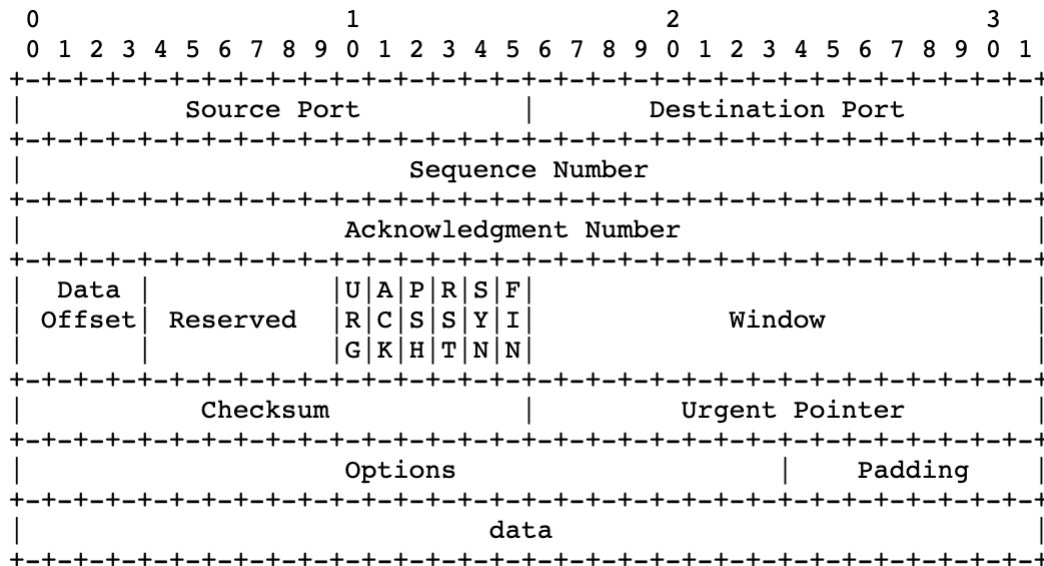 0                   1                   2                   3
0 1 2 3 4 5 6 7 8 9 0 1 2 3 4 5 6 7 8 9 0 1 2 3 4 5 6 7 8 9 0 1
+-+-+-+-+-+-+-+-+-+-+-+-+-+-+-+-+-+-+-+-+-+-+-+-+-+-+-+-+-+-+-+-+
|          Source Port          |       Destination Port        |
+-+-+-+-+-+-+-+-+-+-+-+-+-+-+-+-+-+-+-+-+-+-+-+-+-+-+-+-+-+-+-+-+
|                        Sequence Number                        |
+-+-+-+-+-+-+-+-+-+-+-+-+-+-+-+-+-+-+-+-+-+-+-+-+-+-+-+-+-+-+-+-+
|                    Acknowledgment Number                      |
+-+-+-+-+-+-+-+-+-+-+-+-+-+-+-+-+-+-+-+-+-+-+-+-+-+-+-+-+-+-+-+-+
|  Data |           |U|A|P|R|S|F|                               |
| Offset| Reserved  |R|C|S|S|Y|I|            Window             |
|       |           |G|K|H|T|N|N|                               |
+-+-+-+-+-+-+-+-+-+-+-+-+-+-+-+-+-+-+-+-+-+-+-+-+-+-+-+-+-+-+-+-+
|           Checksum            |         Urgent Pointer        |
+-+-+-+-+-+-+-+-+-+-+-+-+-+-+-+-+-+-+-+-+-+-+-+-+-+-+-+-+-+-+-+-+
|                    Options                    |    Padding    |
+-+-+-+-+-+-+-+-+-+-+-+-+-+-+-+-+-+-+-+-+-+-+-+-+-+-+-+-+-+-+-+-+
|                             data                              |
+-+-+-+-+-+-+-+-+-+-+-+-+-+-+-+-+-+-+-+-+-+-+-+-+-+-+-+-+-+-+-+-+